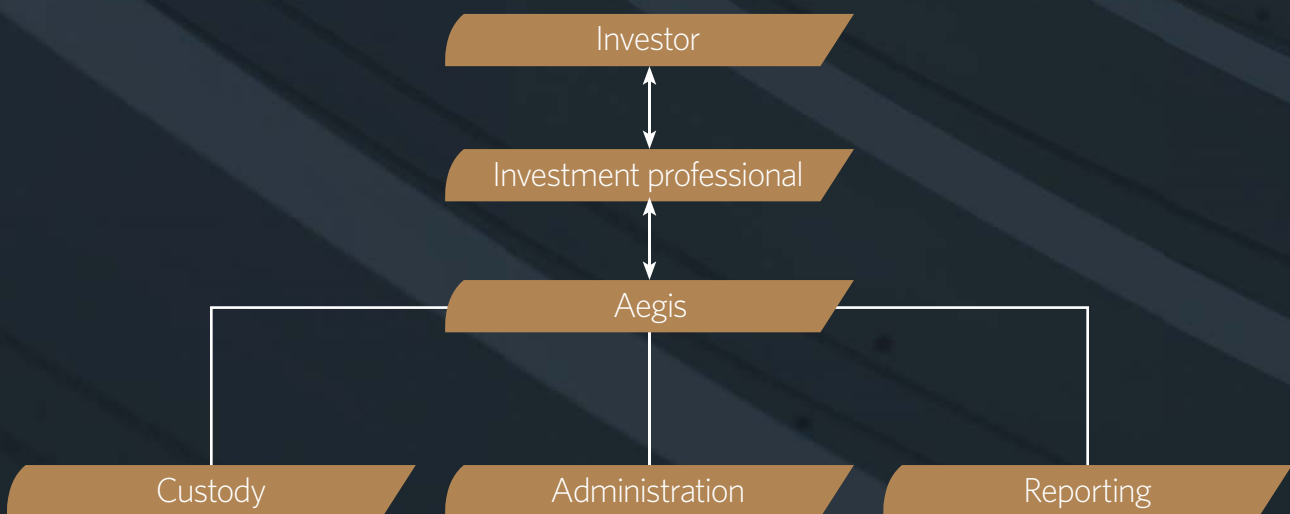 Investor
Investment professional
Aegis
Custody
Administration
Reporting